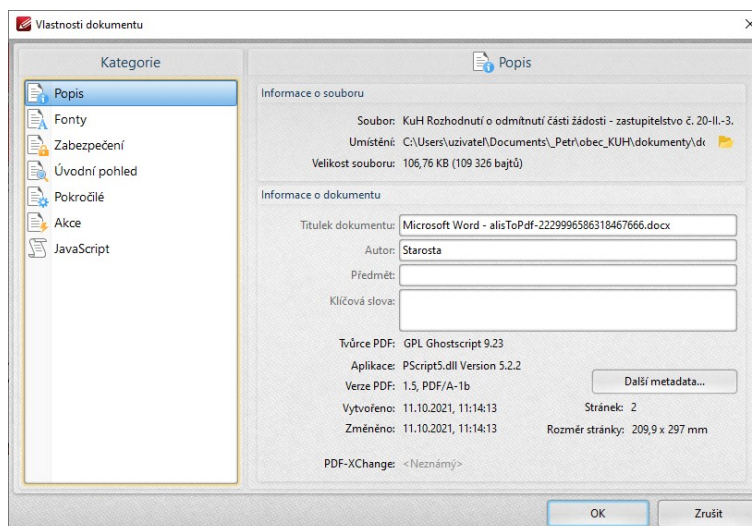 Vlastnosti dokumentu
Kategorie
Popis
Fonty
Zabezpečení
Úvodní pohled
Pokročilé
Akce
JavaScript
Popis
Informace o souboru
Soubor: KuH Rozhodnutí o odmítnutí části žádosti - zastupitelstvo č. 20-II.-3.
Umístění: C:\Users\uzivatel\Documents\_Petr\obec_KUH\dokumenty\dc
Velikost souboru: 106,76 KB (109 326 bajtů)
Informace o dokumentu
Titulek dokumentu: Microsoft Word - alisToPdf-2229996586318467666.docx
Autor: Starosta
Předmět:
Klíčová slova:
Tvůrce PDF: GPL Ghostscript 9.23
Aplikace: PScript5.dll Version 5.2.2
Verze PDF: 1.5, PDF/A-1b
Další metadata...
Vytvořeno: 11.10.2021, 11:14:13 Stránek: 2
Změněno: 11.10.2021, 11:14:13 Rozměr stránky: 209,9 x 297 mm
PDF-XChange: <Neznámý>
OK Zrušit